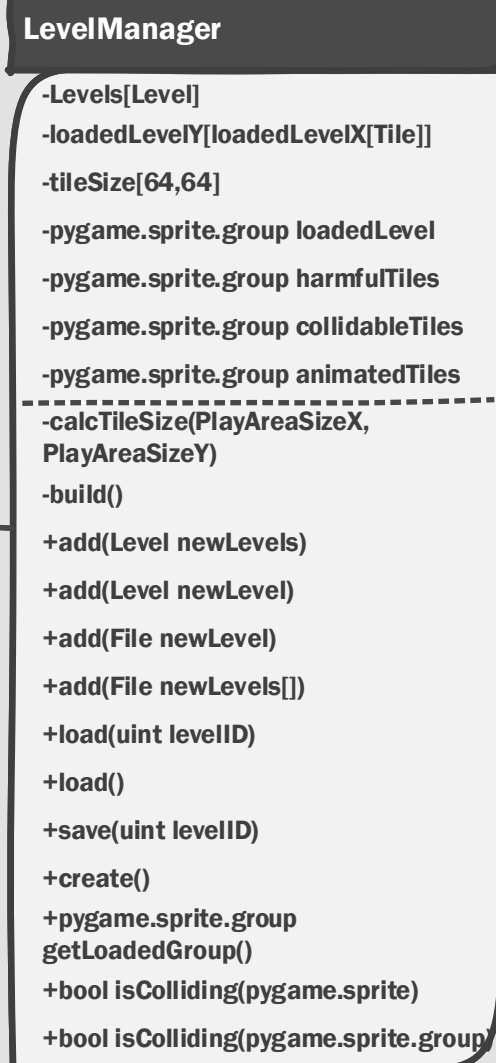 LevelManager
-Levels[Level]
-loadedLevelY[loadedLevelX[Tile]]
-tileSize[64,64]
-pygame.sprite.group loadedLevel
-pygame.sprite.group harmfulTiles
-pygame.sprite.group collidableTiles
-pygame.sprite.group animatedTiles
-calcTileSize(PlayAreaSizeX,
PlayAreaSizeY)
-build()
+add(Level newLevels)
+add(Level newLevel)
+add(File newLevel)
+add(File newLevels[])
+load(uint levelID)
+load()
+save(uint levelID)
+create()
+pygame.sprite.group
getLoadedGroup()
+bool isColliding(pygame.sprite)
+bool isColliding(pygame.sprite.group)